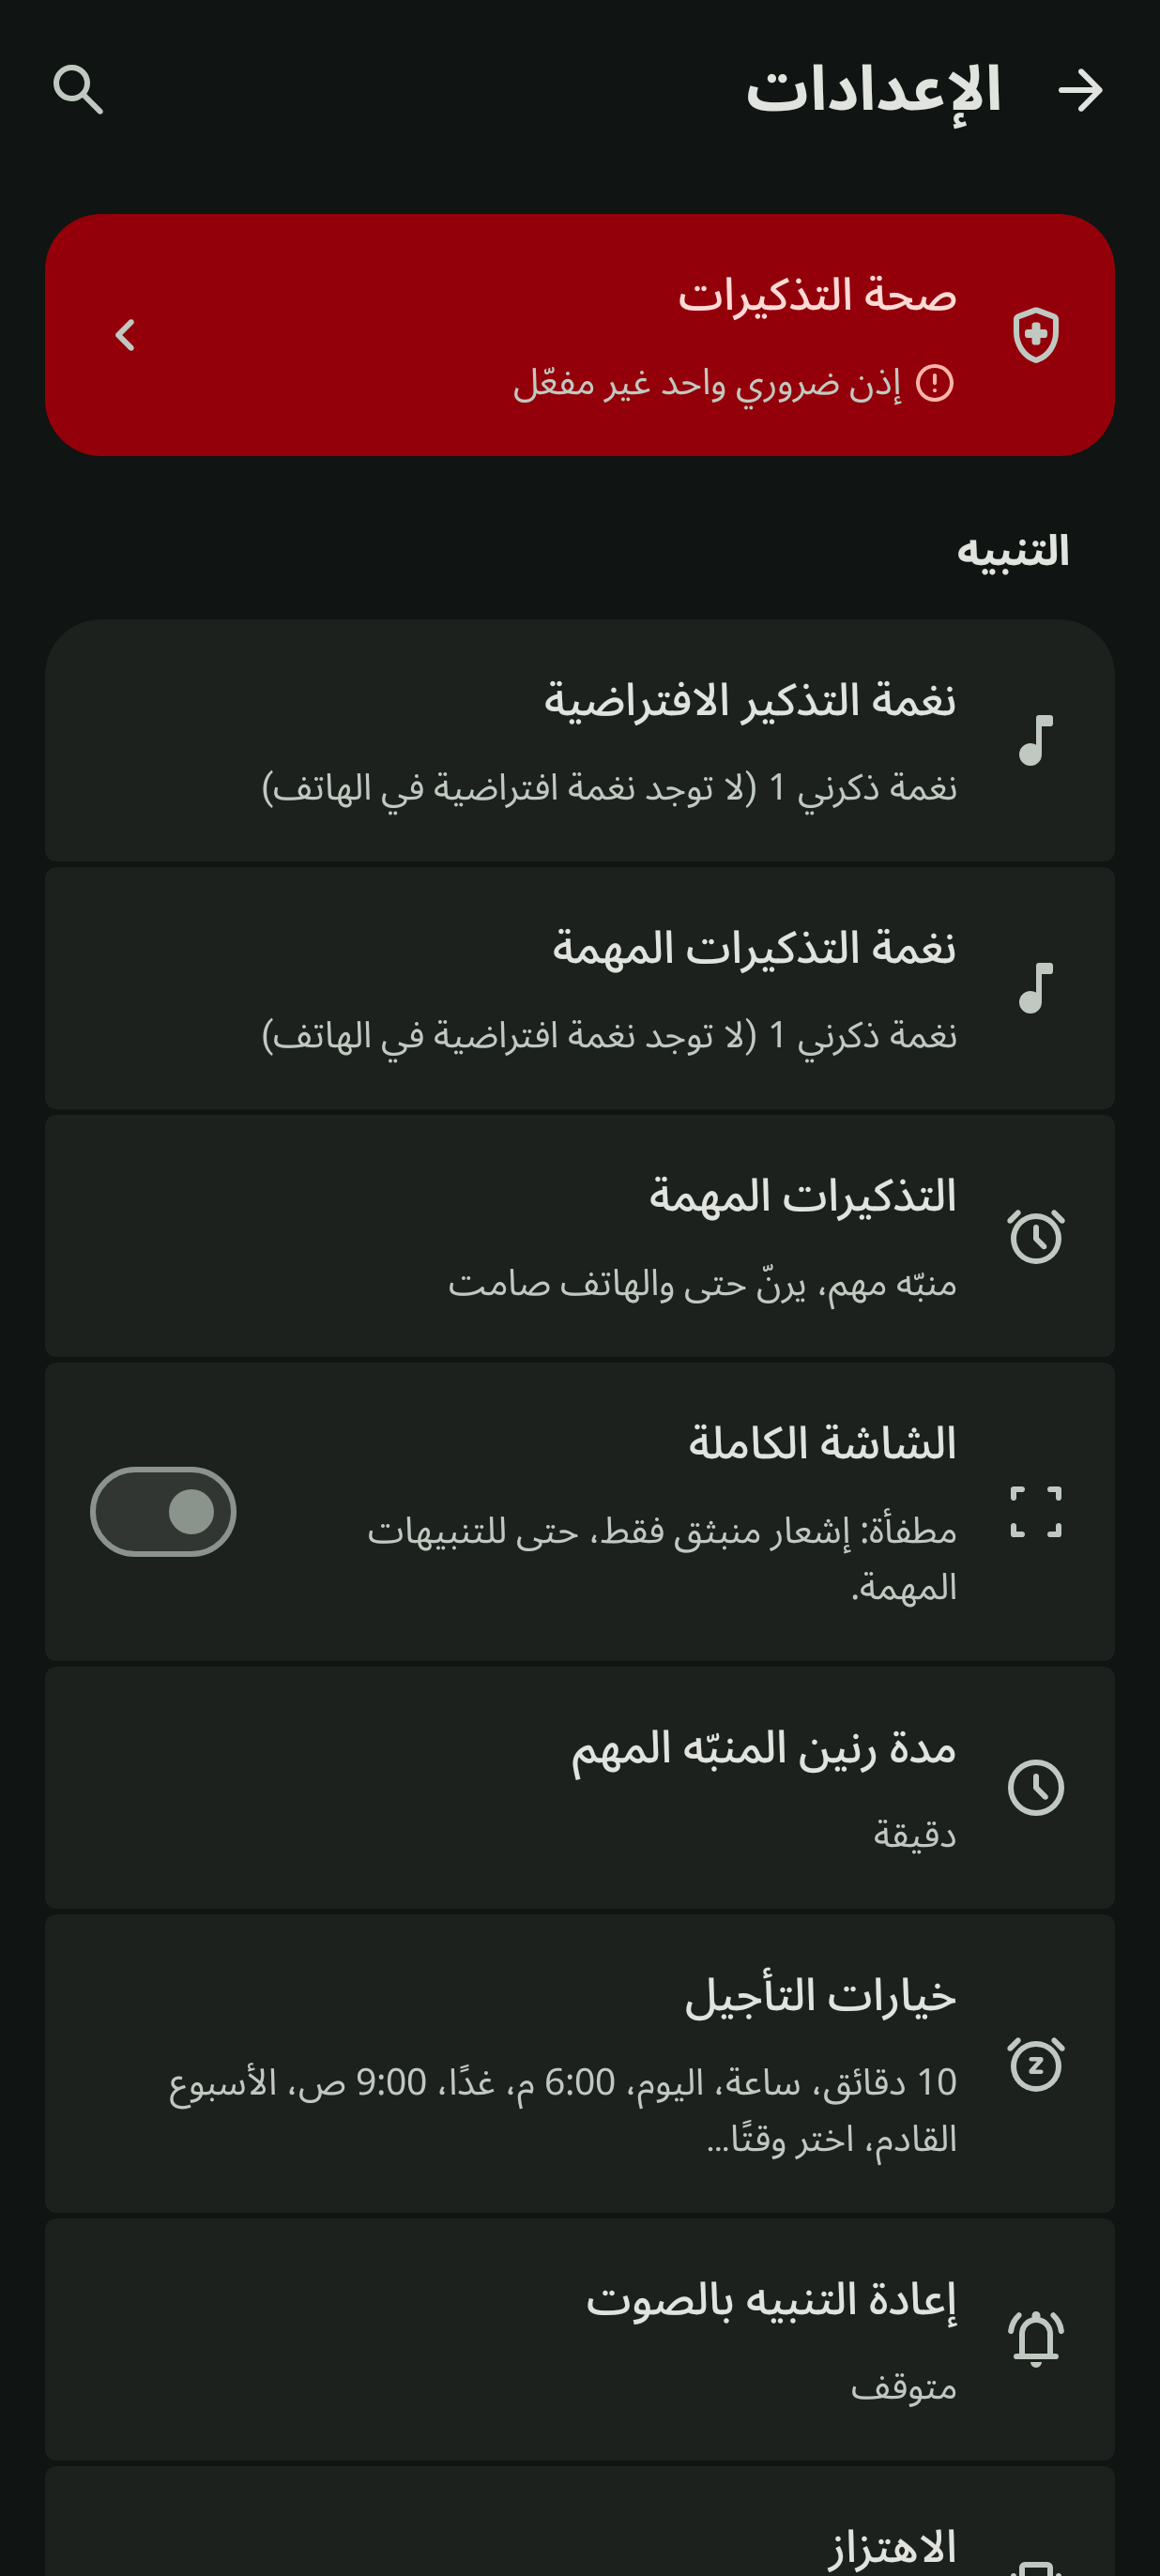 الإعدادات
صحة التذكيرات
إذن ضروري واحد غير مفعّل
التنبيه
نغمة التذكير الافتراضية
نغمة ذكرني 1 (لا توجد نغمة افتراضية في الهاتف)
نغمة التذكيرات المهمة
نغمة ذكرني 1 (لا توجد نغمة افتراضية في الهاتف)
التذكيرات المهمة
منبّه مهم، يرنّ حتى والهاتف صامت
الشاشة الكاملة
مطفأة: إشعار منبثق فقط، حتى للتنبيهات
المهمة.
مدة رنين المنبّه المهم
دقيقة
خيارات التأجيل
10 دقائق، ساعة، اليوم، 6:00 م، غدًا، 9:00 ص، الأسبوع
القادم، اختر وقتًا...
إعادة التنبيه بالصوت
متوقف
الاهتزاز